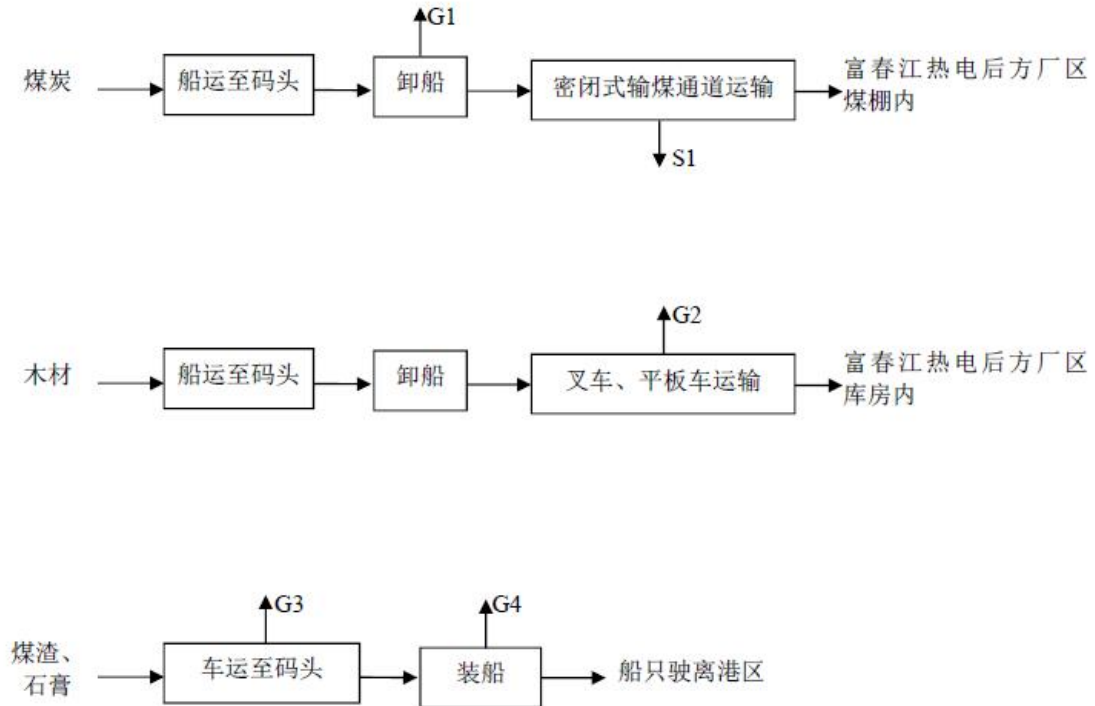 G1
煤炭
船运至码头
卸船
密闭式输煤通道运输
富春江热电后方厂区
煤棚内
S1
G2
木材
船运至码头
卸船
叉车、平板车运输
富春江热电后方厂区
库房内
G3
G4
煤渣、
石膏
车运至码头
装船
船只驶离港区